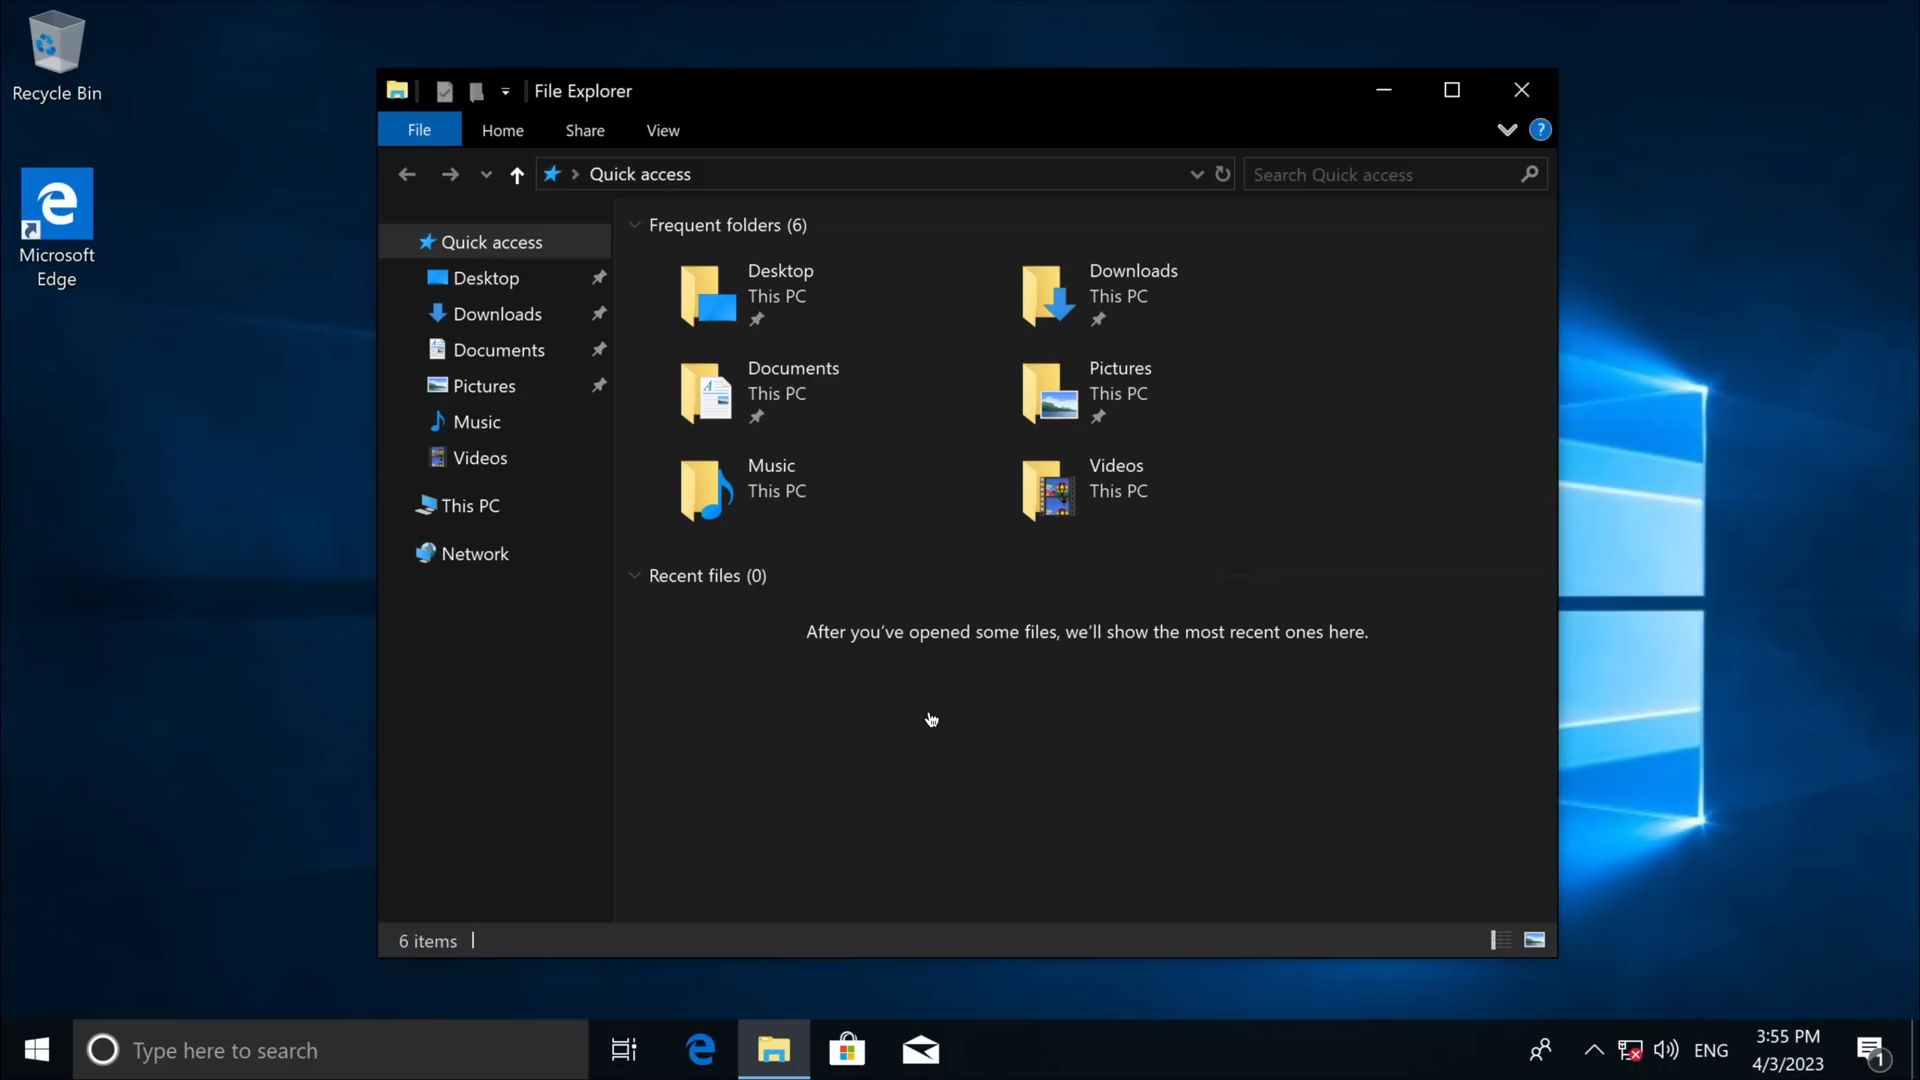 Recycle Bin
Microsoft
Edge
File Explorer
File
Home
Share
View
?
Quick access
Search Quick access
Quick access
Desktop
Downloads
Documents
Pictures
Music
Videos
This PC
Network
Frequent folders (6)
Desktop
This PC
Downloads
This PC
Documents
This PC
Pictures
This PC
Music
This PC
Videos
This PC
Recent files (0)
After you've opened some files, we'll show the most recent ones here.
6 items
Type here to search
ENG
3:55 PM
4/3/2023
1